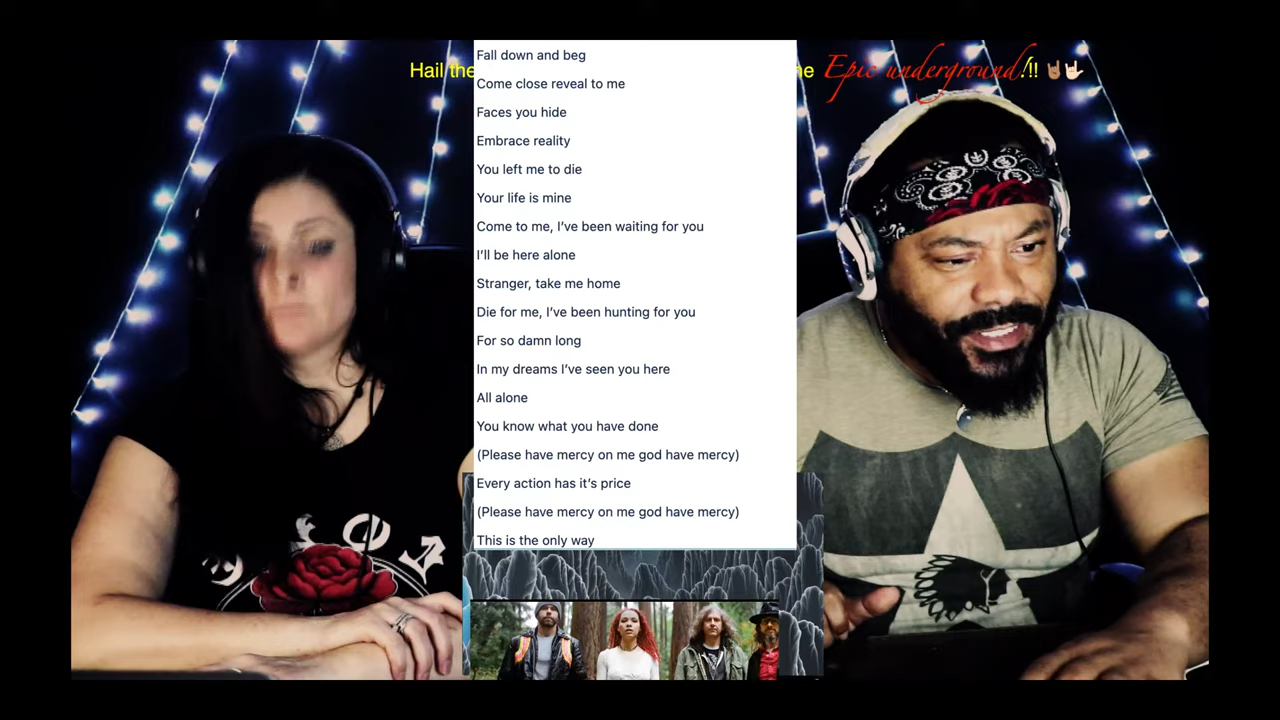 Hail the
ne Epic underground!!! 🤘🏽🤟🏻
Fall down and beg
Come close reveal to me
Faces you hide
Embrace reality
You left me to die
Your life is mine
Come to me, I’ve been waiting for you
I’ll be here alone
Stranger, take me home
Die for me, I’ve been hunting for you
For so damn long
In my dreams I’ve seen you here
All alone
You know what you have done
(Please have mercy on me god have mercy)
Every action has it’s price
(Please have mercy on me god have mercy)
This is the only way